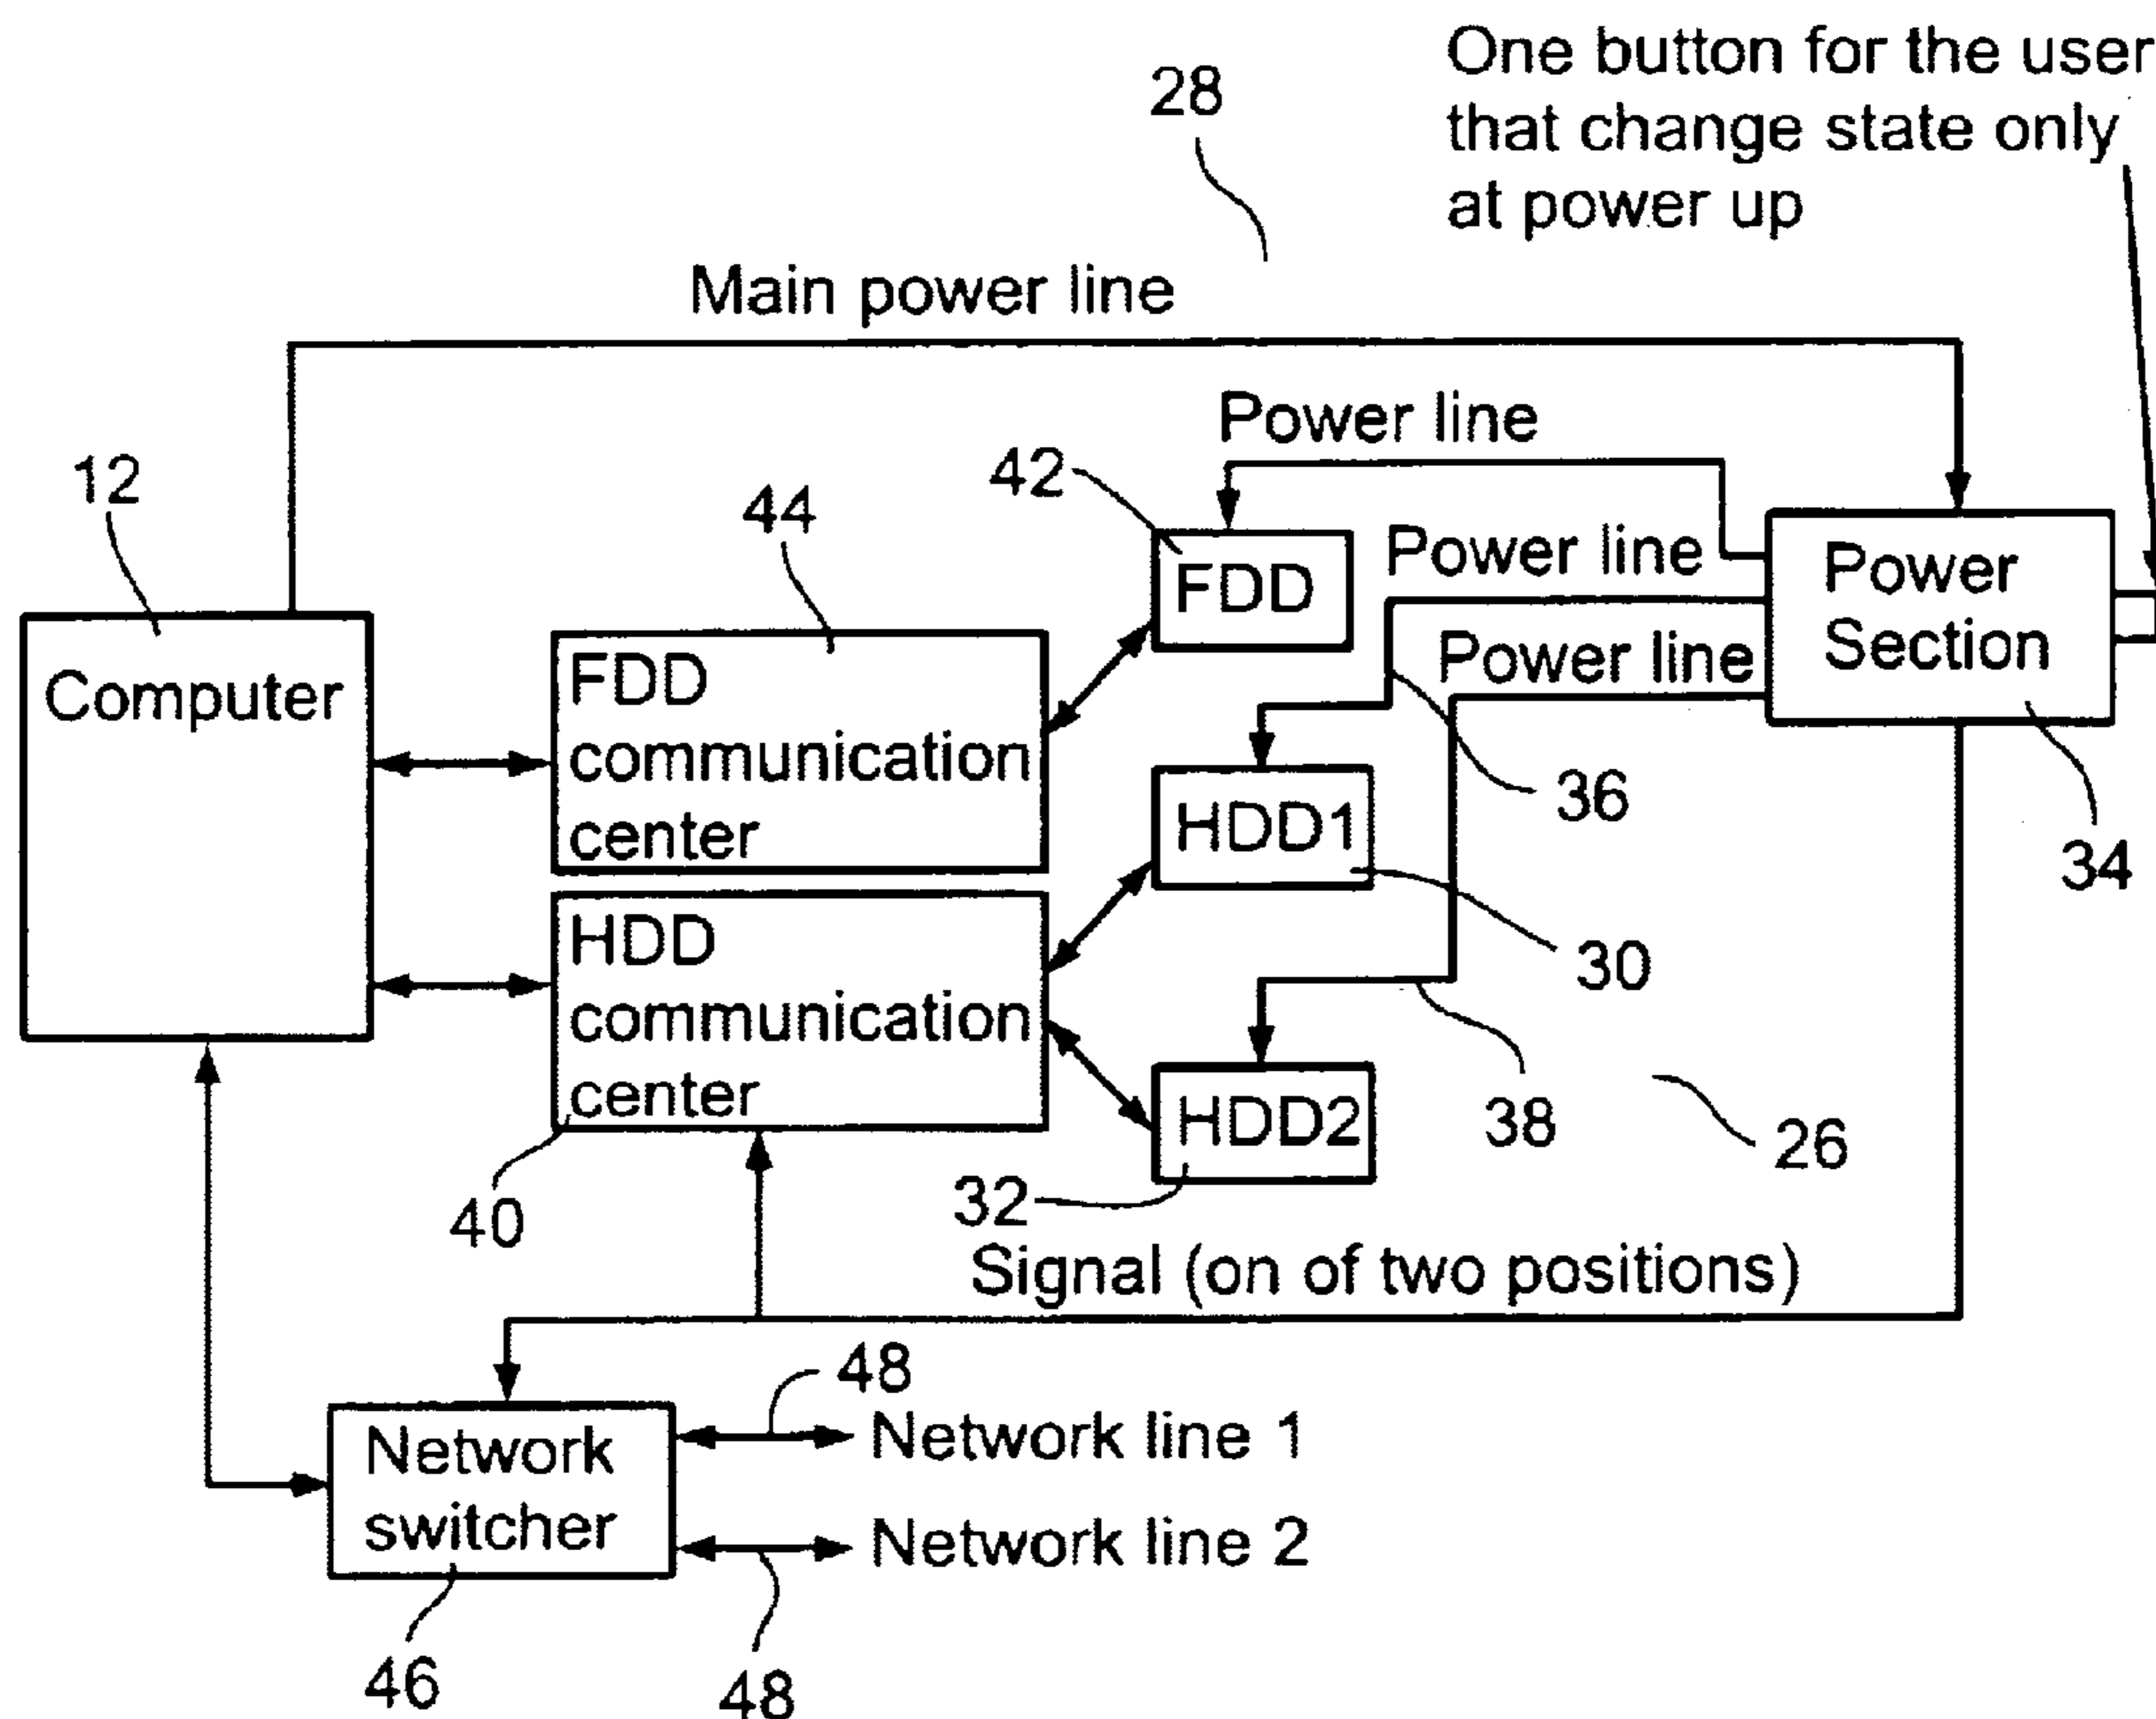 One button for the user
that change state only
at power up
28
Main power line
Power line
12
44
42
FDD
Power line
Power
Section
Power line
Computer
FDD
communication
center
36
HDD1
34
HDD
communication
center
30
38
26
HDD2
32
40
Signal (on of two positions)
48
Network line 1
Network
switcher
Network line 2
46
48